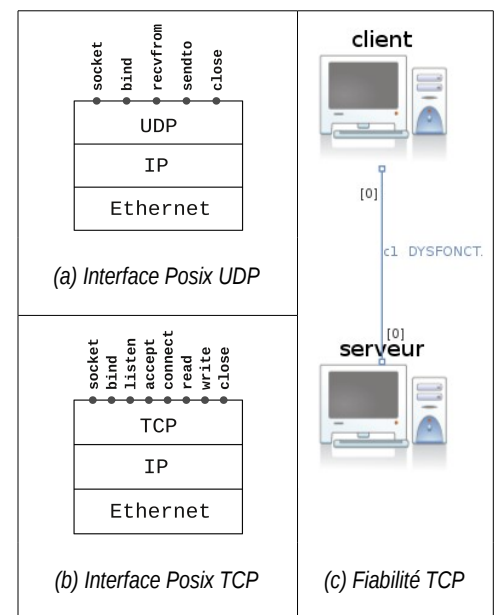 socket
bind
recvfrom
sendto
close
UDP
IP
Ethernet
(a) Interface Posix UDP
socket
bind
listen
accept
connect
read
write
close
TCP
IP
Ethernet
(b) Interface Posix TCP
client
[0]
c1 DYSFONCT.
[0]
serveur
(c) Fiabilité TCP